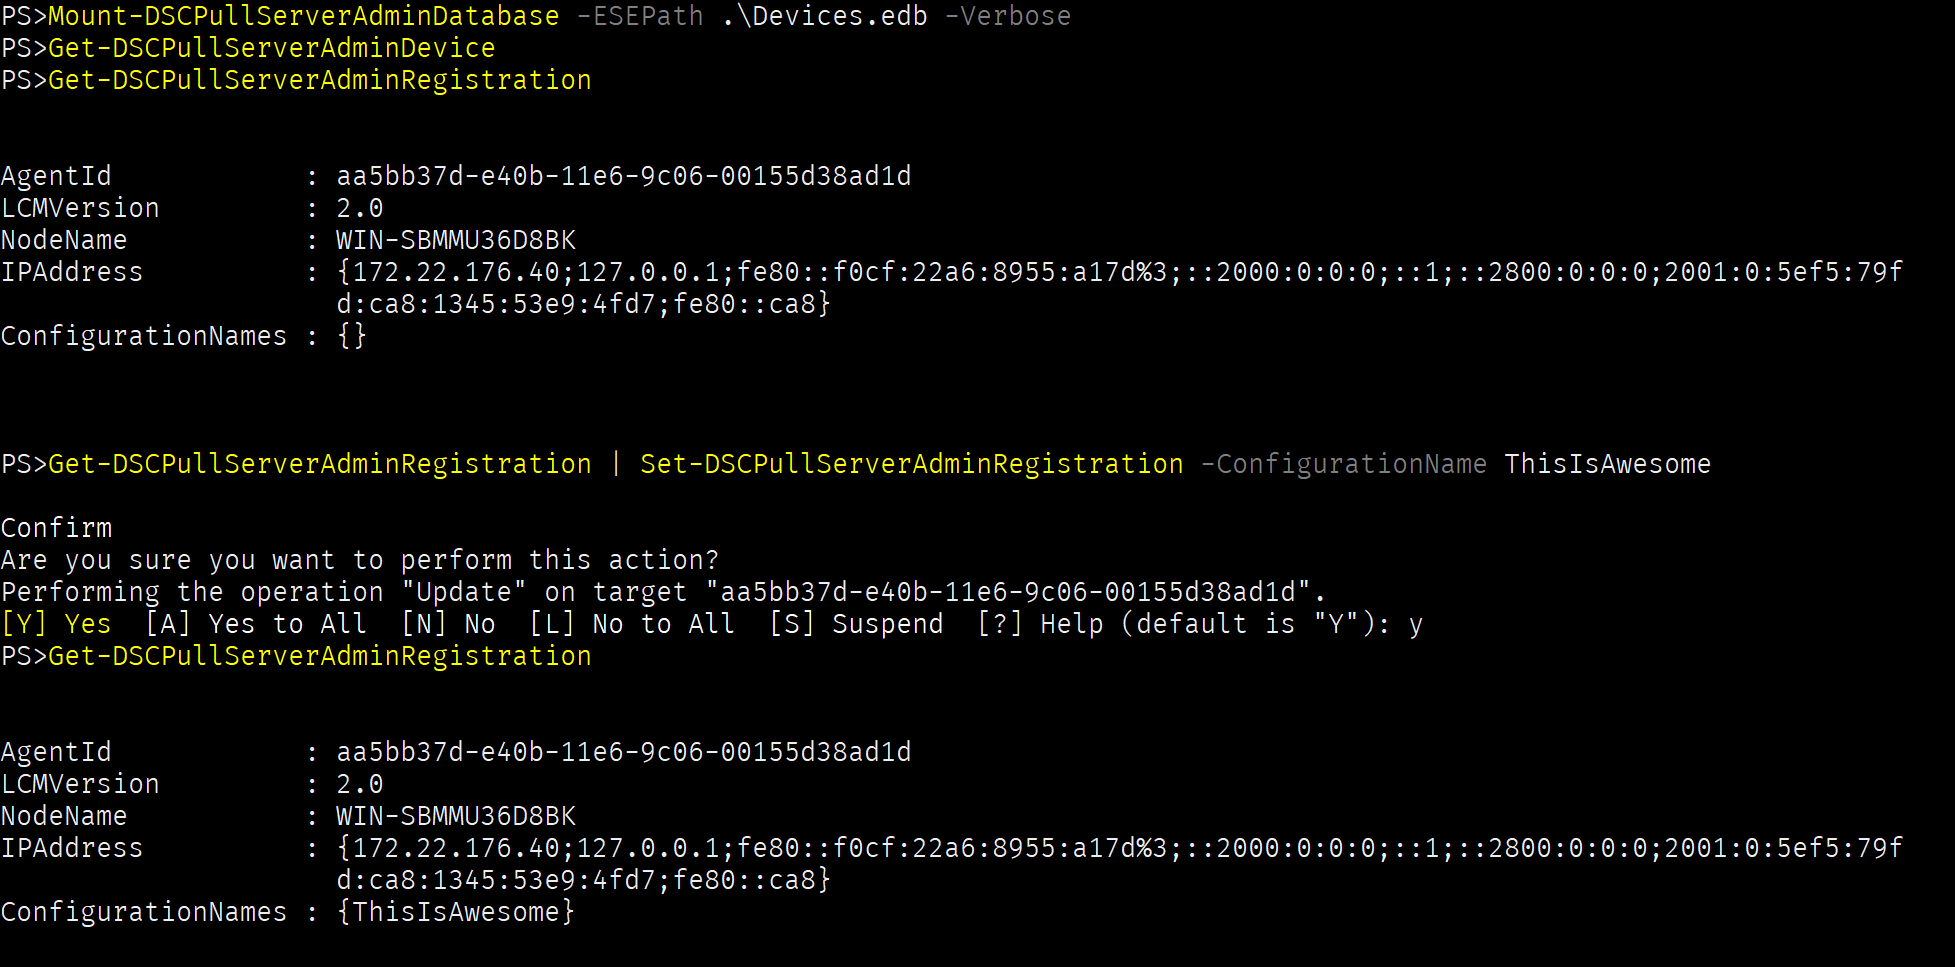 PS>Mount-DSCPullServerAdminDatabase -ESEPath .\Devices.edb -Verbose
PS>Get-DSCPullServerAdminDevice
PS>Get-DSCPullServerAdminRegistration
AgentId            : aa5bb37d-e40b-11e6-9c06-00155d38ad1d
LCMVersion         : 2.0
NodeName           : WIN-SBMMU36D8BK
IPAddress          : {172.22.176.40;127.0.0.1;fe80::f0cf:22a6:8955:a17d%3;::2000:0:0:0;::1;::2800:0:0:0;2001:0:5ef5:79f
                     d:ca8:1345:53e9:4fd7;fe80::ca8}
ConfigurationNames : {}
PS>Get-DSCPullServerAdminRegistration | Set-DSCPullServerAdminRegistration -ConfigurationName ThisIsAwesome
Confirm
Are you sure you want to perform this action?
Performing the operation "Update" on target "aa5bb37d-e40b-11e6-9c06-00155d38ad1d".
[Y] Yes  [A] Yes to All  [N] No  [L] No to All  [S] Suspend  [?] Help (default is "Y"): y
PS>Get-DSCPullServerAdminRegistration
AgentId            : aa5bb37d-e40b-11e6-9c06-00155d38ad1d
LCMVersion         : 2.0
NodeName           : WIN-SBMMU36D8BK
IPAddress          : {172.22.176.40;127.0.0.1;fe80::f0cf:22a6:8955:a17d%3;::2000:0:0:0;::1;::2800:0:0:0;2001:0:5ef5:79f
                     d:ca8:1345:53e9:4fd7;fe80::ca8}
ConfigurationNames : {ThisIsAwesome}